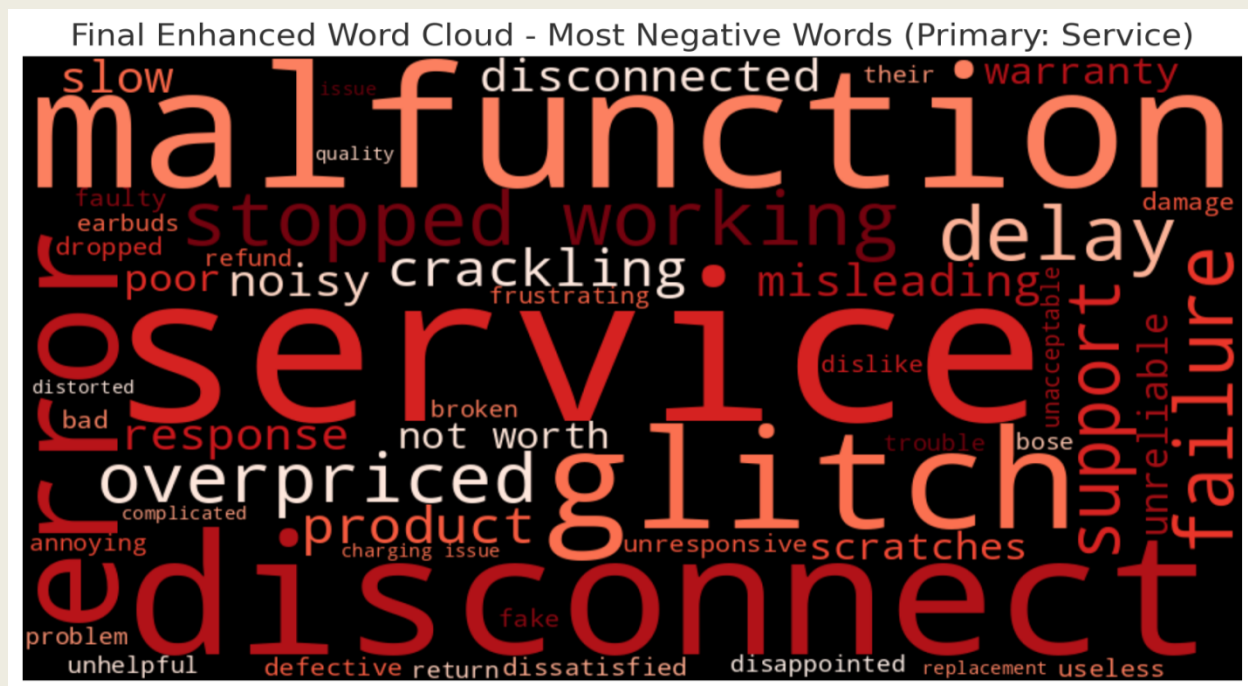 Final Enhanced Word Cloud - Most Negative Words (Primary: Service)
slow
issue
disconnected
their
warranty
malfunction
quality
faulty
stopped working
damage
earbuds
delay
dropped
refund
crackling
poor
noisy
misleading
frustrating
error
service
unacceptable
support
unreliable
failure
dislike
distorted
broken
bad
response
not worth
trouble
bose
overpriced
glitch
complicated
product
annoying
charging issue
unresponsive
scratches
disconnect
fake
problem
unhelpful
defective
return
dissatisfied
disappointed
replacement
useless